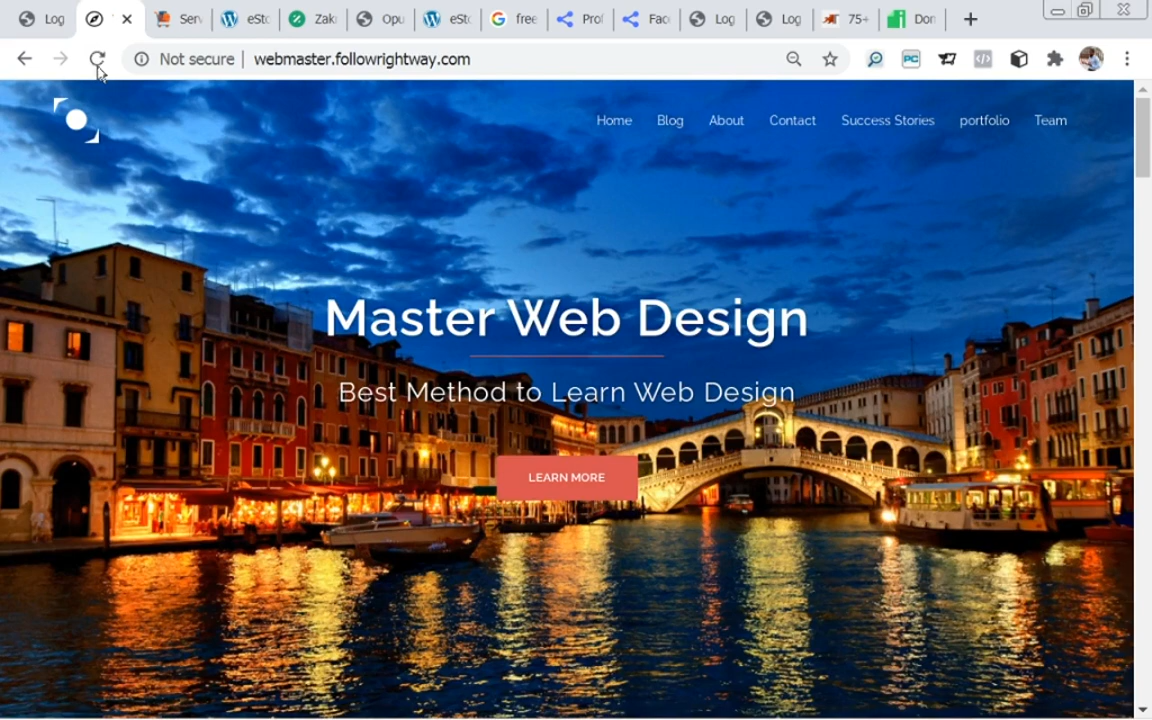 Log
Serv
eSto
Zak
Opu
eSto
free
Prof
Fac
Log
Log
75+
Don
Not secure webmaster.followrightway.com
PC
Home Blog About Contact Success Stories portfolio Team
Master Web Design
Best Method to Learn Web Design
LEARN MORE